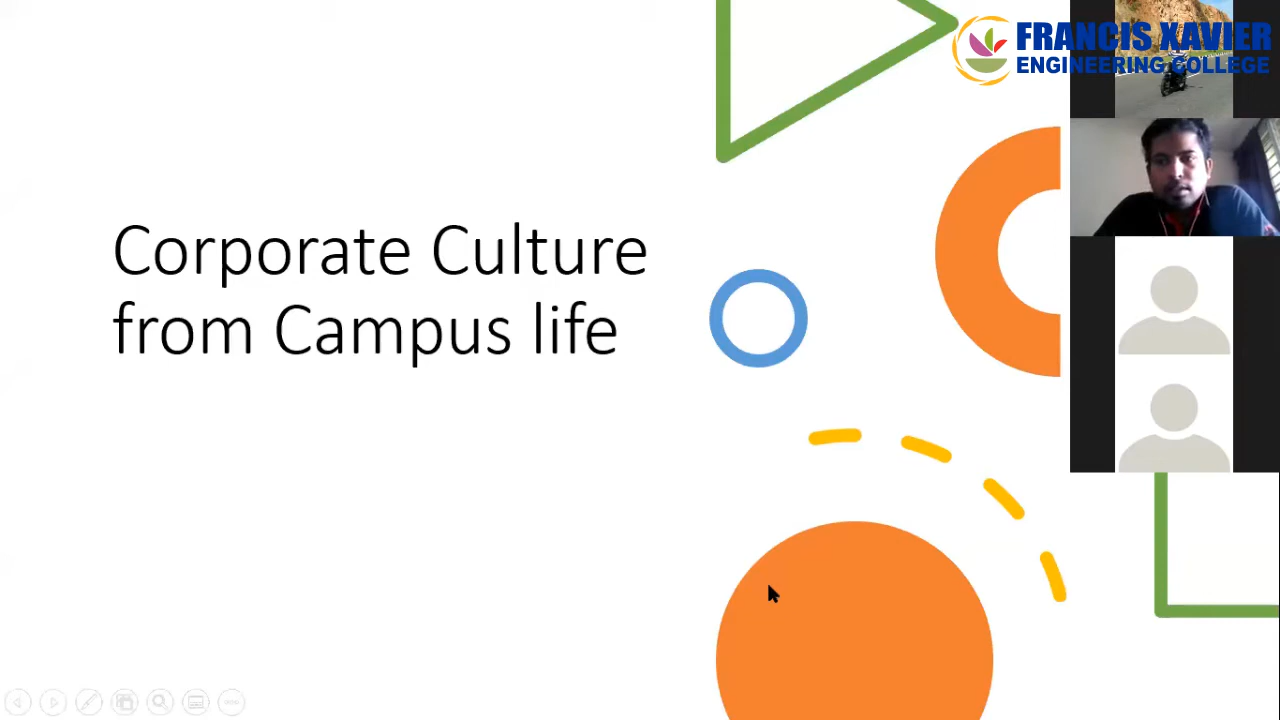 FRANCIS XAVIER
ENGINEERING COLLEGE
Corporate Culture
from Campus life